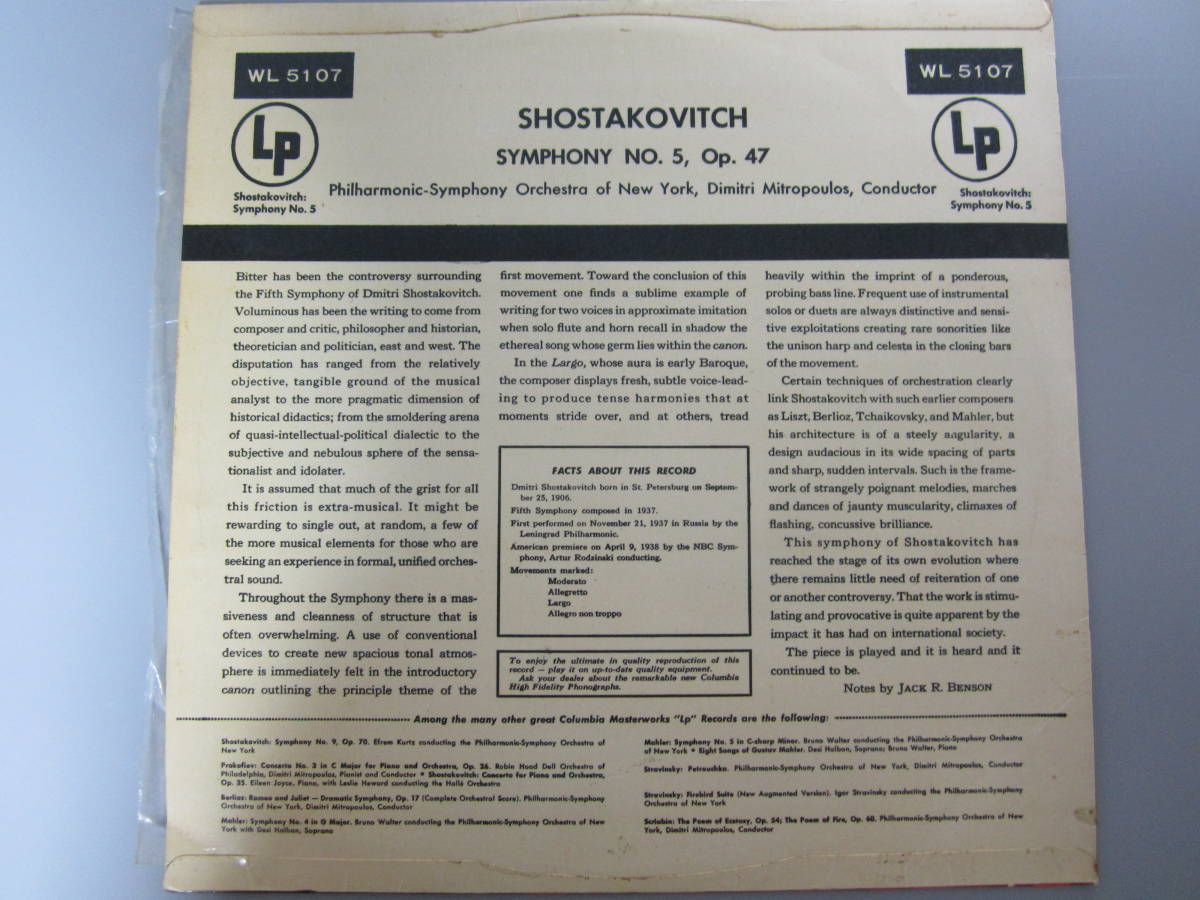 WL 5107
WL 5107
Lp
Lp
SHOSTAKOVITCH
SYMPHONY NO. 5, Op. 47
Philharmonic-Symphony Orchestra of New York, Dimitri Mitropoulos, Conductor
Shostakovitch:
Symphony No. 5
Shostakovitch:
Symphony No. 5
Bitter has been the controversy surrounding
the Fifth Symphony of Dmitri Shostakovitch.
Voluminous has been the writing to come from
composer and critic, philosopher and historian,
theoretician and politician, east and west. The
disputation has ranged from the relatively
objective, tangible ground of the musical
analyst to the more pragmatic dimension of
historical didactics; from the smoldering arena
of quasi-intellectual-political dialectic to the
subjective and nebulous sphere of the sensa-
tionalist and idolater.
It is assumed that much of the grist for all
this friction is extra-musical. It might be
rewarding to single out, at random, a few of
the more musical elements for those who are
seeking an experience in formal, unified orches-
tral sound.
Throughout the Symphony there is a mas-
siveness and cleanness of structure that is
often overwhelming. A use of conventional
devices to create new spacious tonal atmos-
phere is immediately felt in the introductory
canon outlining the principle theme of the
first movement. Toward the conclusion of this
movement one finds a sublime example of
writing for two voices in approximate imitation
when solo flute and horn recall in shadow the
ethereal song whose germ lies within the canon.
In the Largo, whose aura is early Baroque,
the composer displays fresh, subtle voice-lead-
ing to produce tense harmonies that at
moments stride over, and at others, tread
FACTS ABOUT THIS RECORD
Dmitri Shostakovitch born in St. Petersburg on Septem-
ber 25, 1906.
Fifth Symphony composed in 1937.
First performed on November 21, 1937 in Russia by the
Leningrad Philharmonic.
American premiere on April 9, 1938 by the NBC Sym-
phony, Artur Rodzinski conducting.
Movements marked:
Moderato
Allegretto
Largo
Allegro non troppo
To enjoy the ultimate in quality reproduction of this
record — play it on up-to-date quality equipment.
Ask your dealer about the remarkable new Columbia
High Fidelity Phonographs.
heavily within the imprint of a ponderous,
probing bass line. Frequent use of instrumental
solos or duets are always distinctive and sensi-
tive exploitations creating rare sonorities like
the unison harp and celesta in the closing bars
of the movement.
Certain techniques of orchestration clearly
link Shostakovitch with such earlier composers
as Liszt, Berlioz, Tchaikovsky, and Mahler, but
his architecture is of a steely angularity, a
design audacious in its wide spacing of parts
and sharp, sudden intervals. Such is the frame-
work of strangely poignant melodies, marches
and dances of jaunty muscularity, climaxes of
flashing, concussive brilliance.
This symphony of Shostakovitch has
reached the stage of its own evolution where
there remains little need of reiteration of one
or another controversy. That the work is stimu-
lating and provocative is quite apparent by the
impact it has had on international society.
The piece is played and it is heard and it
continued to be.
Notes by JACK R. BENSON
Among the many other great Columbia Masterworks "Lp" Records are the following:
Shostakovitch: Symphony No. 9, Op. 70. Efrem Kurtz conducting the Philharmonic-Symphony Orchestra of
New York
Prokofiev: Concerto No. 3 in C Major for Piano and Orchestra, Op. 26. Robin Hood Dell Orchestra of
Philadelphia, Dimitri Mitropoulos, Pianist and Conductor • Shostakovitch: Concerto for Piano and Orchestra,
Op. 35. Eileen Joyce, Piano, with Leslie Heward conducting the Hallé Orchestra
Berlioz: Romeo and Juliet — Dramatic Symphony, Op. 17 (Complete Orchestral Score). Philharmonic-Symphony
Orchestra of New York, Dimitri Mitropoulos, Conductor
Mahler: Symphony No. 4 in G Major. Bruno Walter conducting the Philharmonic-Symphony Orchestra of New
York with Desi Halban, Soprano
Mahler: Symphony No. 5 in C-sharp Minor. Bruno Walter conducting the Philharmonic-Symphony Orchestra
of New York • Eight Songs of Gustav Mahler. Desi Halban, Soprano; Bruno Walter, Piano
Stravinsky: Petrouchka. Philharmonic-Symphony Orchestra of New York, Dimitri Mitropoulos, Conductor
Stravinsky: Firebird Suite (New Augmented Version). Igor Stravinsky conducting the Philharmonic-Symphony
Orchestra of New York
Scriabin: The Poem of Ecstasy, Op. 54; The Poem of Fire, Op. 60. Philharmonic-Symphony Orchestra of New
York, Dimitri Mitropoulos, Conductor